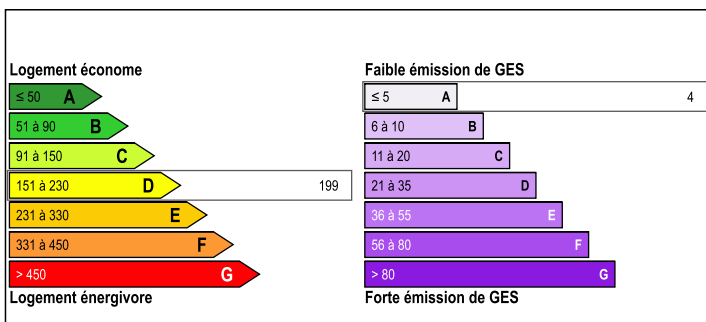 Logement économe
≤ 50 A
51 à 90 B
91 à 150 C
151 à 230 D 199
231 à 330 E
331 à 450 F
> 450 G
Logement énergivore
Faible émission de GES
≤ 5 A 4
6 à 10 B
11 à 20 C
21 à 35 D
36 à 55 E
56 à 80 F
> 80 G
Forte émission de GES